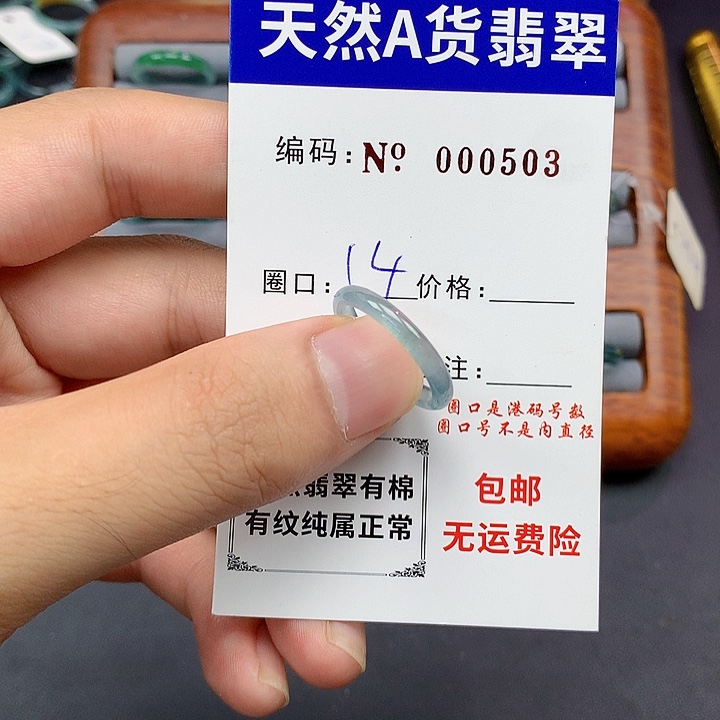 天然A货翡翠
编码:Nº 000503
圈口:14 价格:
注:
圈口是港码号数
圈口号不是内直径
翡翠有棉
有纹纯属正常
包邮
无运费险